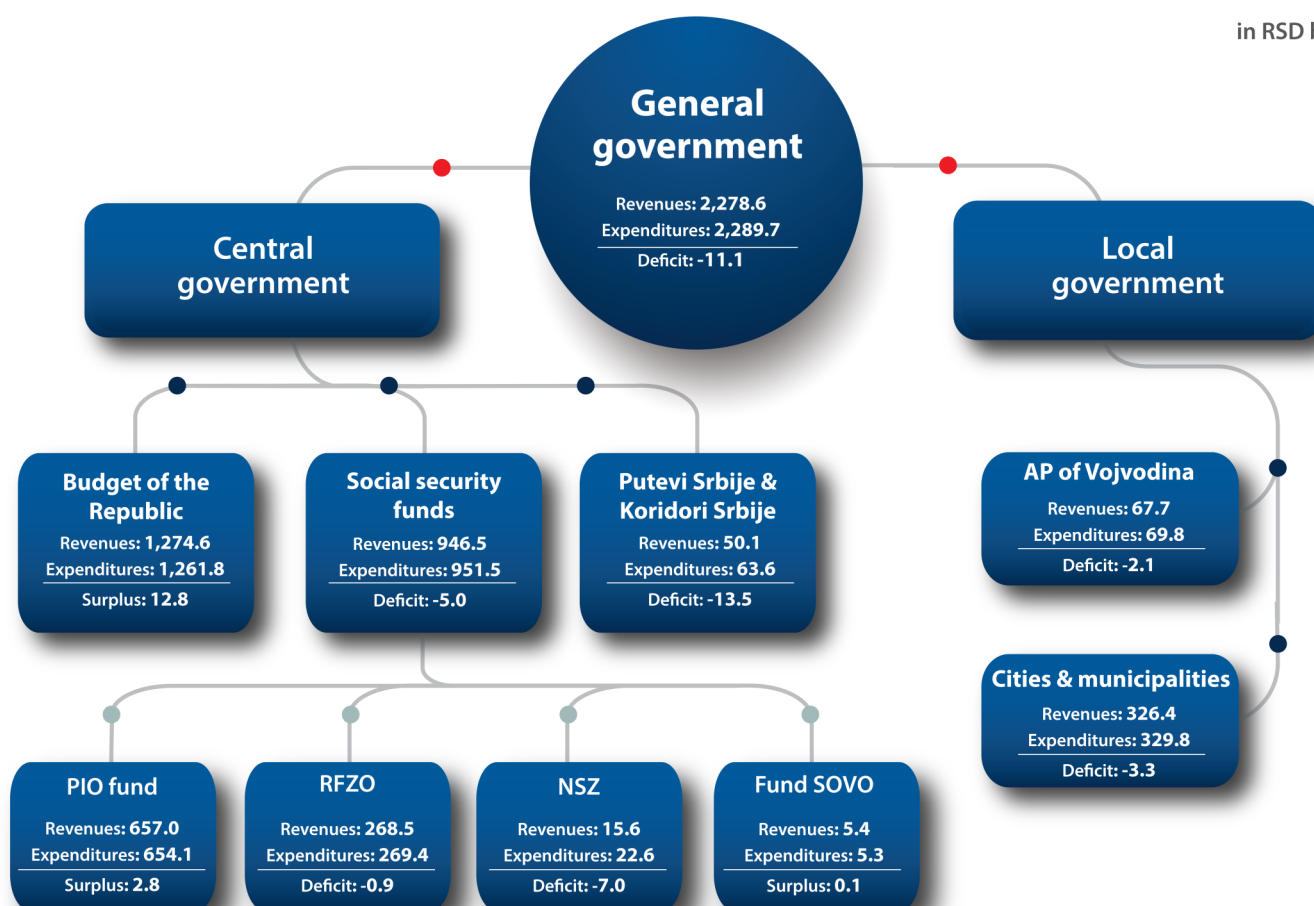 in RSD
General
government
Revenues: 2,278.6
Expenditures: 2,289.7
Deficit: -11.1
Central
government
Local
government
Budget of the
Republic
Revenues: 1,274.6
Expenditures: 1,261.8
Surplus: 12.8
Social security
funds
Revenues: 946.5
Expenditures: 951.5
Deficit: -5.0
Putevi Srbije &
Koridori Srbije
Revenues: 50.1
Expenditures: 63.6
Deficit: -13.5
AP of Vojvodina
Revenues: 67.7
Expenditures: 69.8
Deficit: -2.1
Cities & municipalities
Revenues: 326.4
Expenditures: 329.8
Deficit: -3.3
PIO fund
Revenues: 657.0
Expenditures: 654.1
Surplus: 2.8
RFZO
Revenues: 268.5
Expenditures: 269.4
Deficit: -0.9
NSZ
Revenues: 15.6
Expenditures: 22.6
Deficit: -7.0
Fund SOVO
Revenues: 5.4
Expenditures: 5.3
Surplus: 0.1